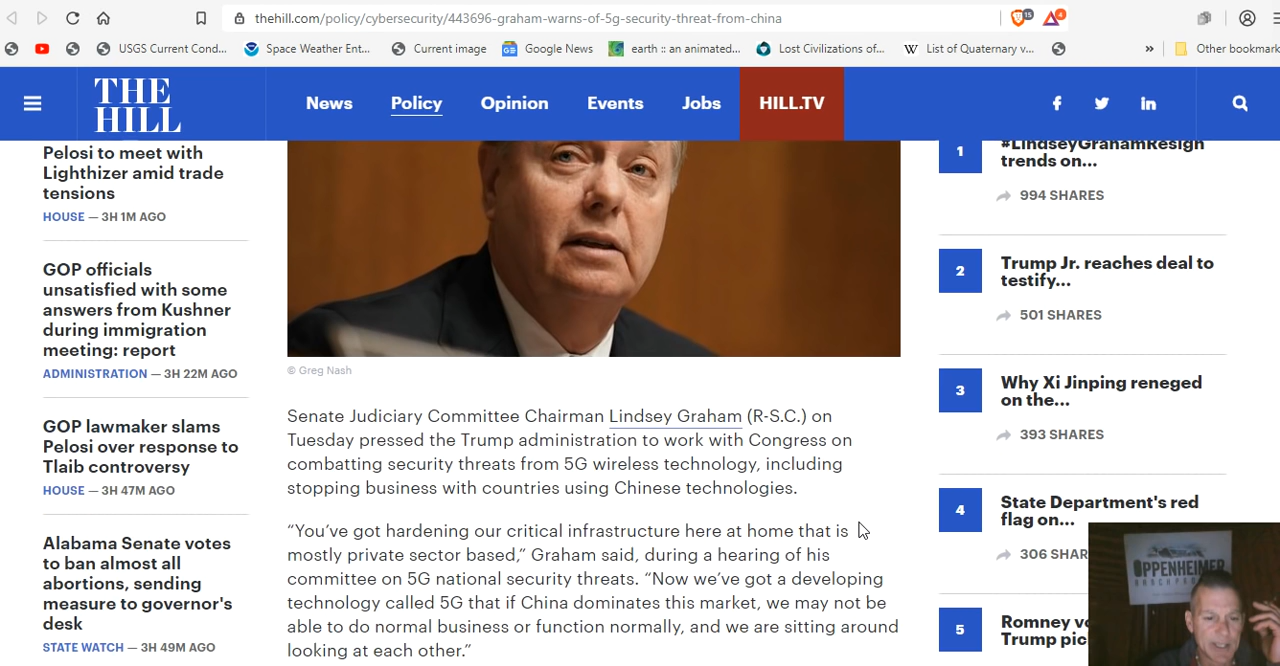 thehill.com/policy/cybersecurity/443696-graham-warns-of-5g-security-threat-from-china
15
4
USGS Current Cond...
Space Weather Ent...
Current image
Google News
earth :: an animated...
Lost Civilizations of...
W
List of Quaternary v...
»
Other bookmark
THE
HILL
News
Policy
Opinion
Events
Jobs
HILL.TV
Pelosi to meet with
Lighthizer amid trade
tensions
HOUSE — 3H 1M AGO
GOP officials
unsatisfied with some
answers from Kushner
during immigration
meeting: report
ADMINISTRATION — 3H 22M AGO
GOP lawmaker slams
Pelosi over response to
Tlaib controversy
HOUSE — 3H 47M AGO
Alabama Senate votes
to ban almost all
abortions, sending
measure to governor's
desk
STATE WATCH — 3H 49M AGO
© Greg Nash
Senate Judiciary Committee Chairman Lindsey Graham (R-S.C.) on
Tuesday pressed the Trump administration to work with Congress on
combatting security threats from 5G wireless technology, including
stopping business with countries using Chinese technologies.
“You’ve got hardening our critical infrastructure here at home that is
mostly private sector based,” Graham said, during a hearing of his
committee on 5G national security threats. “Now we’ve got a developing
technology called 5G that if China dominates this market, we may not be
able to do normal business or function normally, and we are sitting around
looking at each other.”
1
#LindseyGrahamResign
trends on...
994 SHARES
2
Trump Jr. reaches deal to
testify...
501 SHARES
3
Why Xi Jinping reneged
on the...
393 SHARES
4
State Department's red
flag on...
306 SHAR
5
Romney vo
Trump pic
OPPENHEIMER